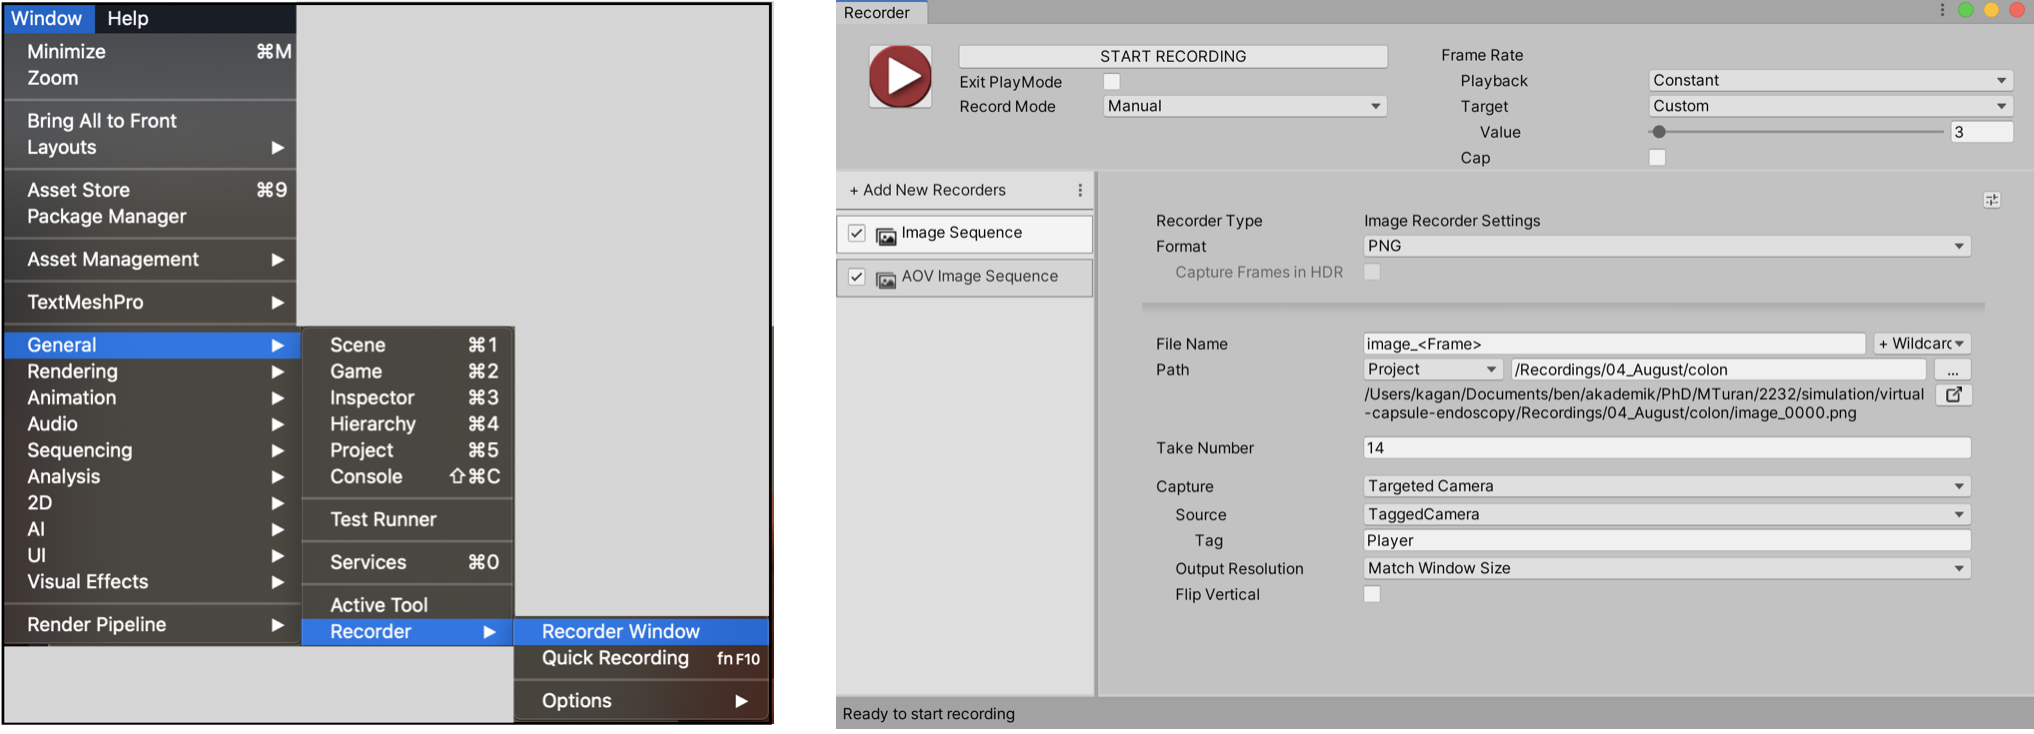 Window Help
Minimize ⌘M
Zoom
Bring All to Front
Layouts ▶
Asset Store ⌘9
Package Manager
Asset Management ▶
TextMeshPro ▶
General ▶
Rendering ▶
Animation ▶
Audio ▶
Sequencing ▶
Analysis ▶
2D ▶
AI ▶
UI ▶
Visual Effects ▶
Render Pipeline ▶
Scene ⌘1
Game ⌘2
Inspector ⌘3
Hierarchy ⌘4
Project ⌘5
Console ⇧⌘C
Test Runner
Services ⌘0
Active Tool
Recorder ▶
Recorder Window
Quick Recording fn F10
Options ▶
Recorder
START RECORDING
Exit PlayMode
Record Mode Manual
Frame Rate
Playback Constant
Target Custom
Value 3
Cap
+ Add New Recorders
Image Sequence
AOV Image Sequence
Recorder Type Image Recorder Settings
Format PNG
Capture Frames in HDR
File Name image_<Frame> + Wildcarc
Path Project /Recordings/04_August/colon ...
/Users/kagan/Documents/ben/akademik/PhD/MTuran/2232/simulation/virtual
-capsule-endoscopy/Recordings/04_August/colon/image_0000.png
Take Number 14
Capture Targeted Camera
Source TaggedCamera
Tag Player
Output Resolution Match Window Size
Flip Vertical
Ready to start recording